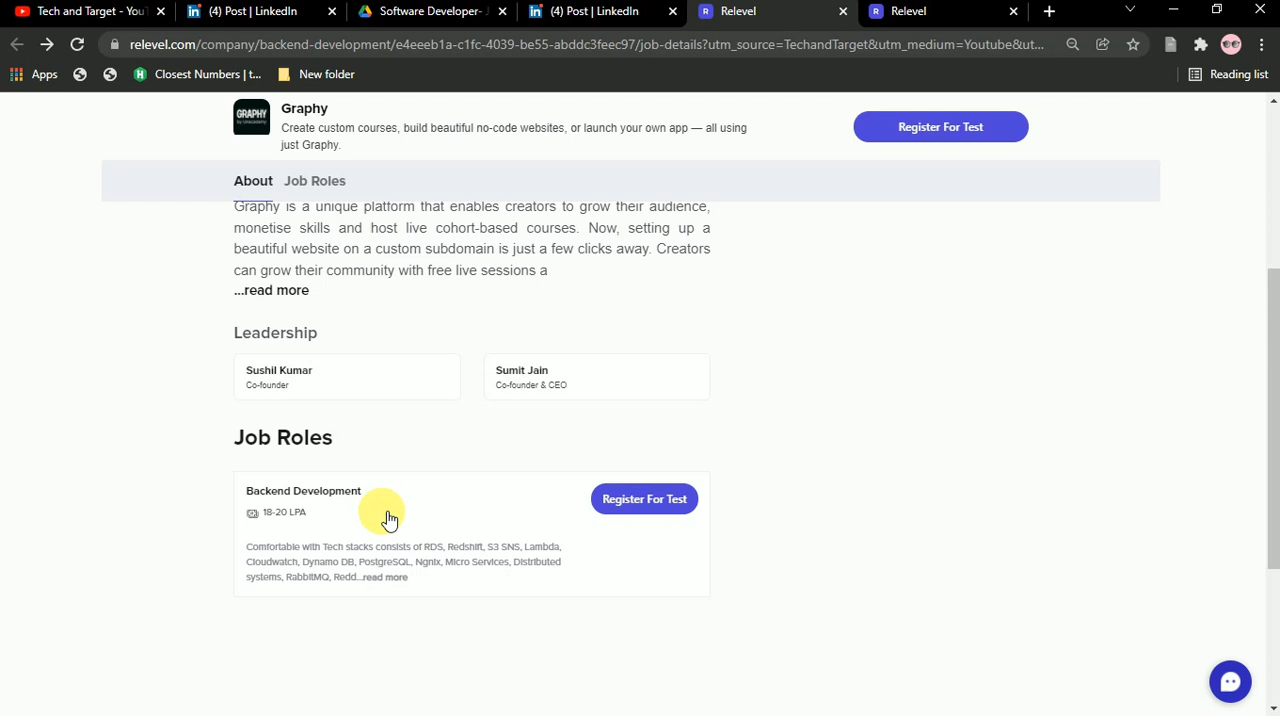 Tech and Target - YouT
(4) Post | LinkedIn
Software Developer- J
(4) Post | LinkedIn
Relevel
Relevel
relevel.com/company/backend-development/e4eeeb1a-c1fc-4039-be55-abddc3feec97/job-details?utm_source=TechandTarget&utm_medium=Youtube&ut...
Apps
Closest Numbers | t...
New folder
Reading list
GRAPHY
Graphy
Create custom courses, build beautiful no-code websites, or launch your own app — all using
just Graphy.
Register For Test
About
Job Roles
Graphy is a unique platform that enables creators to grow their audience,
monetise skills and host live cohort-based courses. Now, setting up a
beautiful website on a custom subdomain is just a few clicks away. Creators
can grow their community with free live sessions a
...read more
Leadership
Sushil Kumar
Co-founder
Sumit Jain
Co-founder & CEO
Job Roles
Backend Development
18-20 LPA
Register For Test
Comfortable with Tech stacks consists of RDS, Redshift, S3 SNS, Lambda,
Cloudwatch, Dynamo DB, PostgreSQL, Ngnix, Micro Services, Distributed
systems, RabbitMQ, Redd...read more